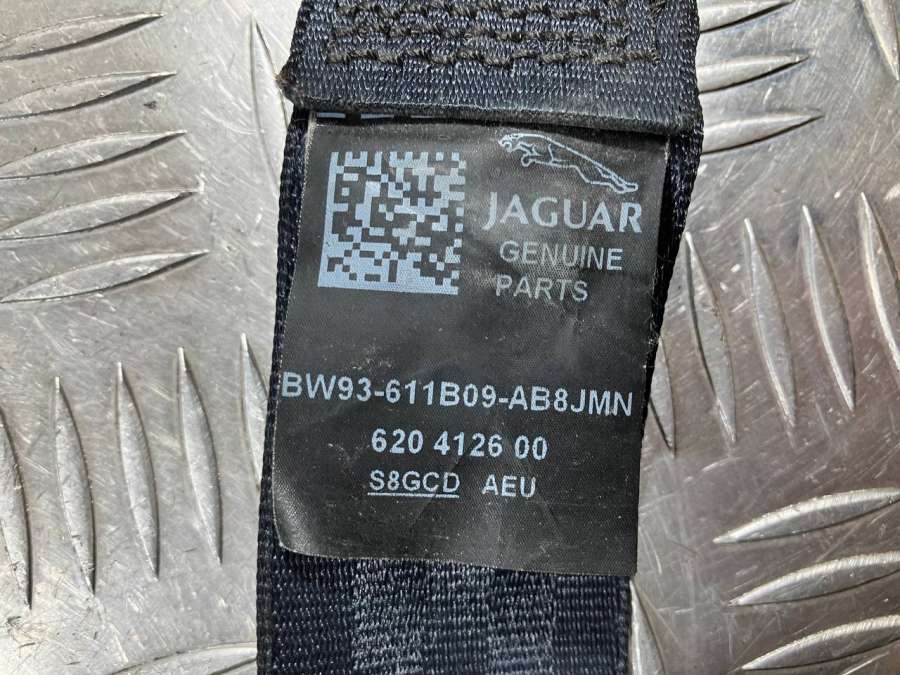 JAGUAR
GENUINE
PARTS
BW93-611B09-AB8JMN
620 4126 00
S8GCD AEU